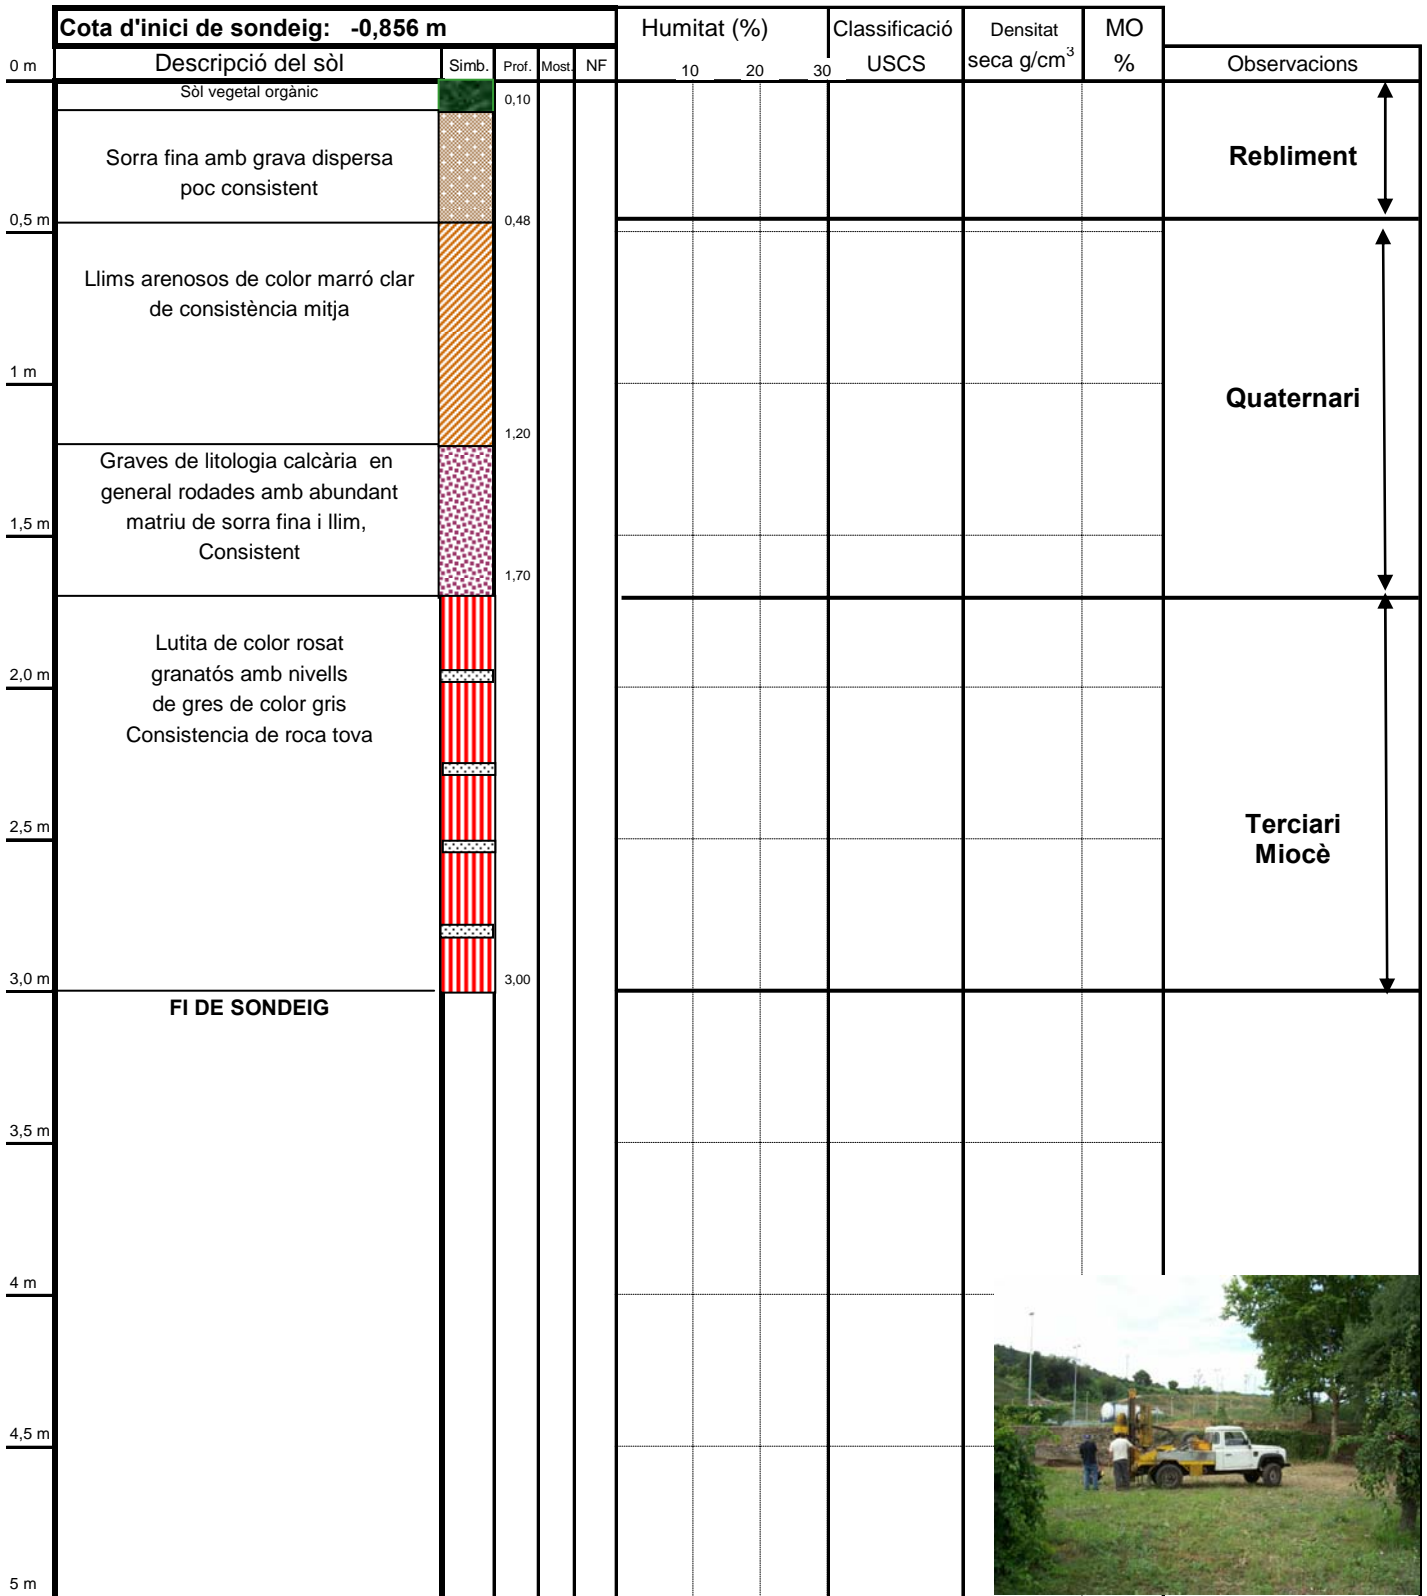 Cota d'inici de sondeig: -0,856 m
Humitat (%)
Classificació
Densitat
MO
0 m
Descripció del sòl
Simb.
Prof.
Most.
NF
10
20
30
USCS
seca g/cm³
%
Observacions
Sòl vegetal orgànic
0,10
Sorra fina amb grava dispersa
poc consistent
Rebliment
0,5 m
0,48
Llims arenosos de color marró clar
de consistència mitja
1 m
Quaternari
1,20
Graves de litologia calcària en
general rodades amb abundant
matriu de sorra fina i llim,
Consistent
1,5 m
1,70
Lutita de color rosat
granatós amb nivells
de gres de color gris
Consistencia de roca tova
2,0 m
2,5 m
Terciari
Miocè
3,0 m
3,00
FI DE SONDEIG
3,5 m
4 m
4,5 m
5 m